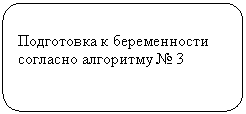 Подготовка к беременности
согласно алгоритму № 3